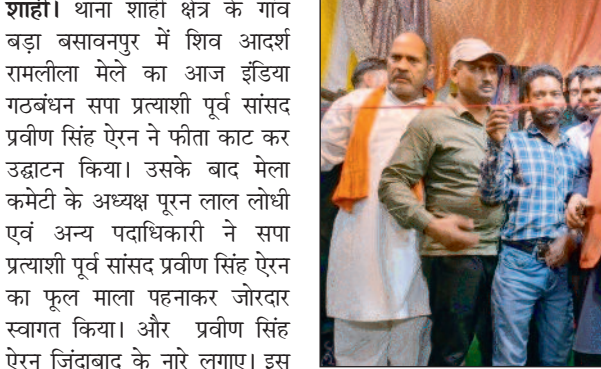 शाही। थाना शाही क्षेत्र के गांव
बड़ा बसावनपुर में शिव आदर्श
रामलीला मेले का आज इंडिया
गठबंधन सपा प्रत्याशी पूर्व सांसद
प्रवीण सिंह ऐरन ने फीता काट कर
उद्घाटन किया। उसके बाद मेला
कमेटी के अध्यक्ष पूरन लाल लोधी
एवं अन्य पदाधिकारी ने सपा
प्रत्याशी पूर्व सांसद प्रवीण सिंह ऐरन
का फूल माला पहनाकर जोरदार
स्वागत किया। और प्रवीण सिंह
ऐरन जिंदाबाद के नारे लगाए। इस